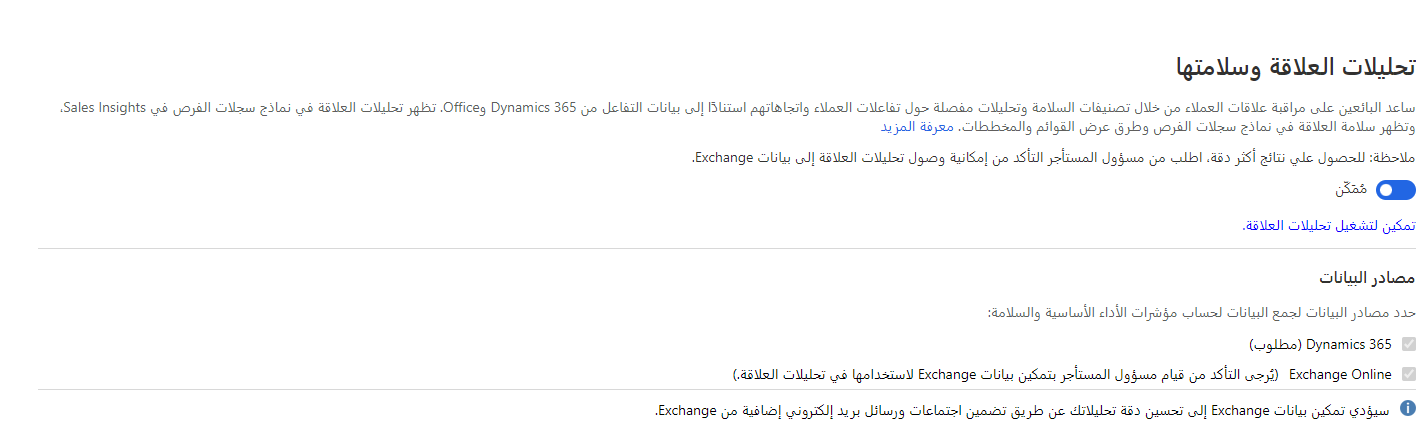 تحليلات العلاقة وسلامتها
ساعد البائعين على مراقبة علاقات العملاء من خلال تصنيفات السلامة وتحليلات مفصلة حول تفاعلات العملاء واتجاهاتهم استنادًا إلى بيانات التفاعل من Dynamics 365 وOffice. تظهر تحليلات العلاقة في نماذج سجلات الفرص في Sales Insights،
وتظهر سلامة العلاقة في نماذج سجلات الفرص وطرق عرض القوائم والمخططات. معرفة المزيد
ملاحظة: للحصول علي نتائج أكثر دقة، اطلب من مسؤول المستأجر التأكد من إمكانية وصول تحليلات العلاقة إلى بيانات Exchange.
مُمَكّن
تمكين لتشغيل تحليلات العلاقة.
مصادر البيانات
حدد مصادر البيانات لجمع البيانات لحساب مؤشرات الأداء الأساسية والسلامة:
Dynamics 365 (مطلوب)
Exchange Online (يُرجى التأكد من قيام مسؤول المستأجر بتمكين بيانات Exchange لاستخدامها في تحليلات العلاقة.)
سيؤدي تمكين بيانات Exchange إلى تحسين دقة تحليلاتك عن طريق تضمين اجتماعات ورسائل بريد إلكتروني إضافية من Exchange.